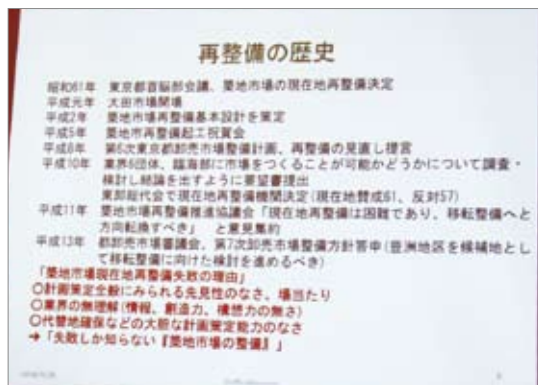 再整備の歴史
昭和61年 東京都首脳部会議、築地市場の現在地再整備決定
平成元年 大田市場開場
平成2年 築地市場再整備基本設計を策定
平成5年 築地市再整備起工祝賀会
平成8年 第6次東京都卸売市場整備計画、再整備の見直し提言
平成10年 業界6団体、臨海部に市場をつくることが可能かどうかについて調査・
検討し結論を出すように要望書提出
東卸総代会で現在地再整備機関決定(現在地賛成61、反対57)
平成11年 築地市場再整備推進協議会「現在地再整備は困難であり、移転整備へと
方向転換すべき」 と意見集約
平成13年 都卸売市場審議会、第7次卸売市場整備方針答申(豊洲地区を候補地とし
て移転整備に向けた検討を進めるべき)
「築地市場現在地再整備失敗の理由」
○計画策定全般にみられる先見性のなさ、場当たり
○業界の無理解(情報、創造力、構想力の無さ)
○代替地確保などの大胆な計画策定能力のなさ
→「失敗しか知らない『築地市場の整備』」